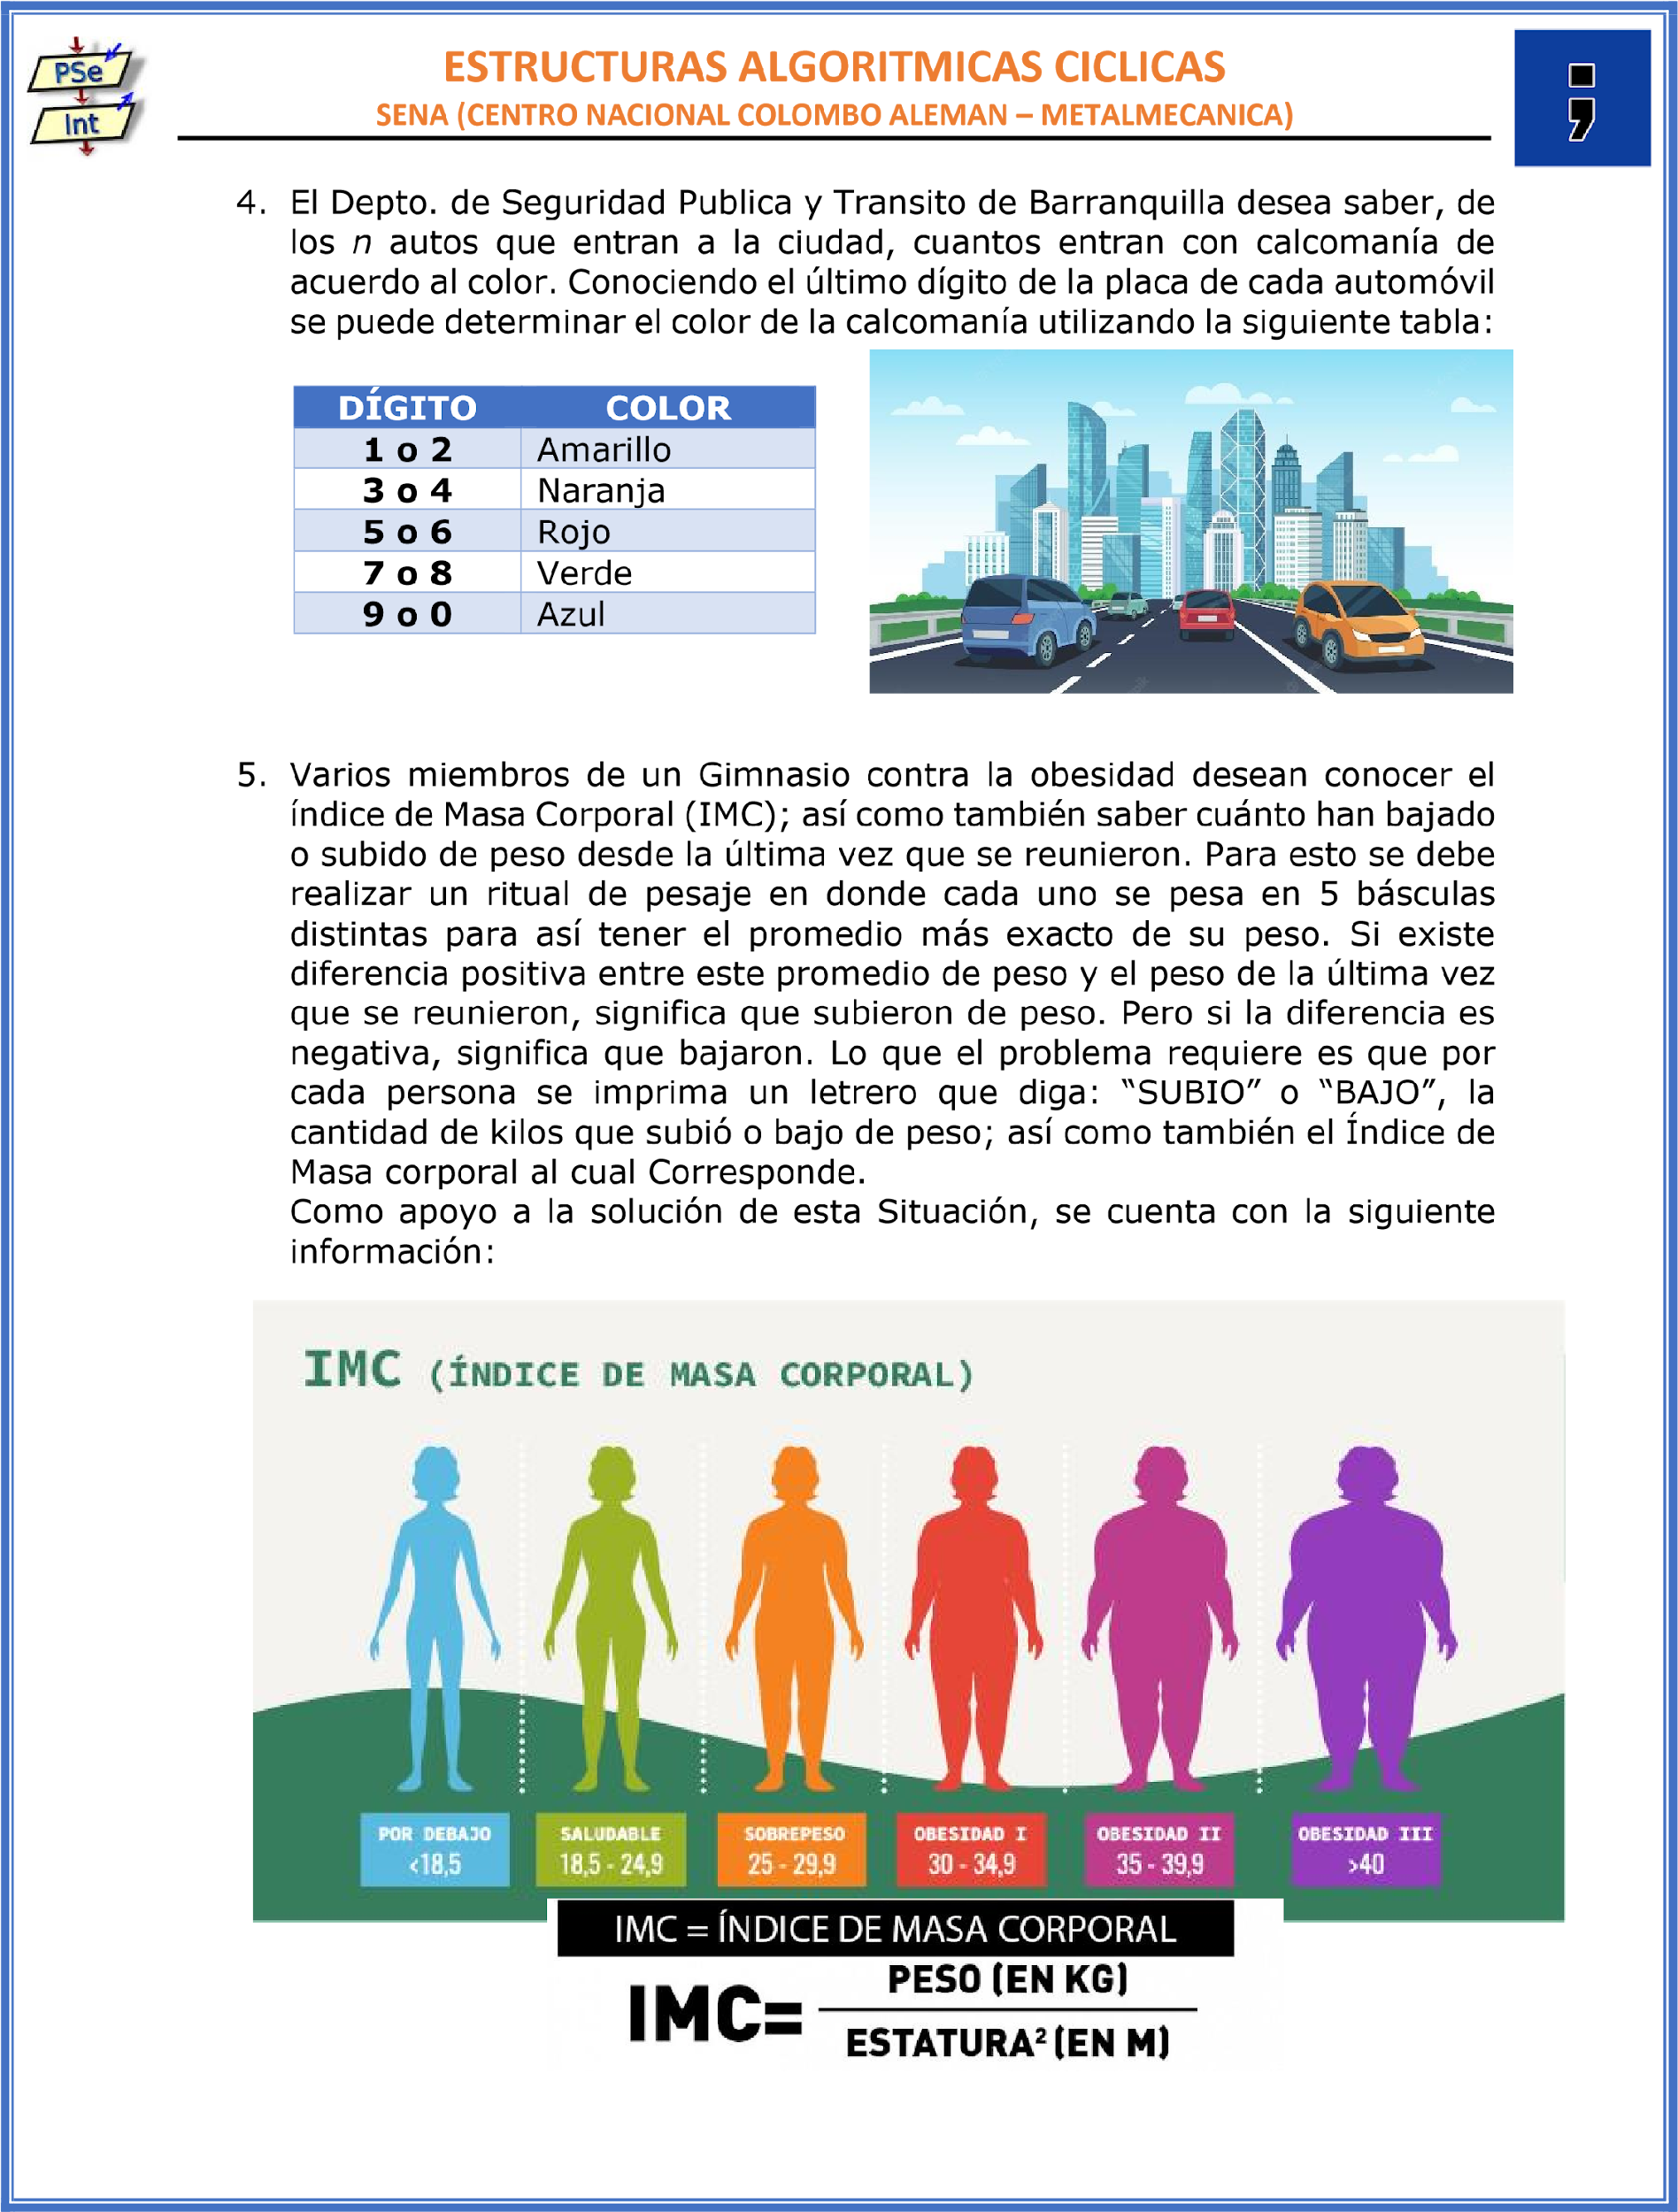 PSe
Int
ESTRUCTURAS ALGORITMICAS CICLICAS
SENA (CENTRO NACIONAL COLOMBO ALEMAN – METALMECANICA)
;
4. El Depto. de Seguridad Publica y Transito de Barranquilla desea saber, de
los n autos que entran a la ciudad, cuantos entran con calcomanía de
acuerdo al color. Conociendo el último dígito de la placa de cada automóvil
se puede determinar el color de la calcomanía utilizando la siguiente tabla:
DÍGITO COLOR
1 o 2 Amarillo
3 o 4 Naranja
5 o 6 Rojo
7 o 8 Verde
9 o 0 Azul
5. Varios miembros de un Gimnasio contra la obesidad desean conocer el
índice de Masa Corporal (IMC); así como también saber cuánto han bajado
o subido de peso desde la última vez que se reunieron. Para esto se debe
realizar un ritual de pesaje en donde cada uno se pesa en 5 básculas
distintas para así tener el promedio más exacto de su peso. Si existe
diferencia positiva entre este promedio de peso y el peso de la última vez
que se reunieron, significa que subieron de peso. Pero si la diferencia es
negativa, significa que bajaron. Lo que el problema requiere es que por
cada persona se imprima un letrero que diga: “SUBIO” o “BAJO”, la
cantidad de kilos que subió o bajo de peso; así como también el Índice de
Masa corporal al cual Corresponde.
Como apoyo a la solución de esta Situación, se cuenta con la siguiente
información:
IMC (ÍNDICE DE MASA CORPORAL)
POR DEBAJO SALUDABLE SOBREPESO OBESIDAD I OBESIDAD II OBESIDAD III
<18,5 18,5 - 24,9 25 - 29,9 30 - 34,9 35 - 39,9 >40
IMC = ÍNDICE DE MASA CORPORAL
PESO (EN KG)
IMC=
ESTATURA² (EN M)